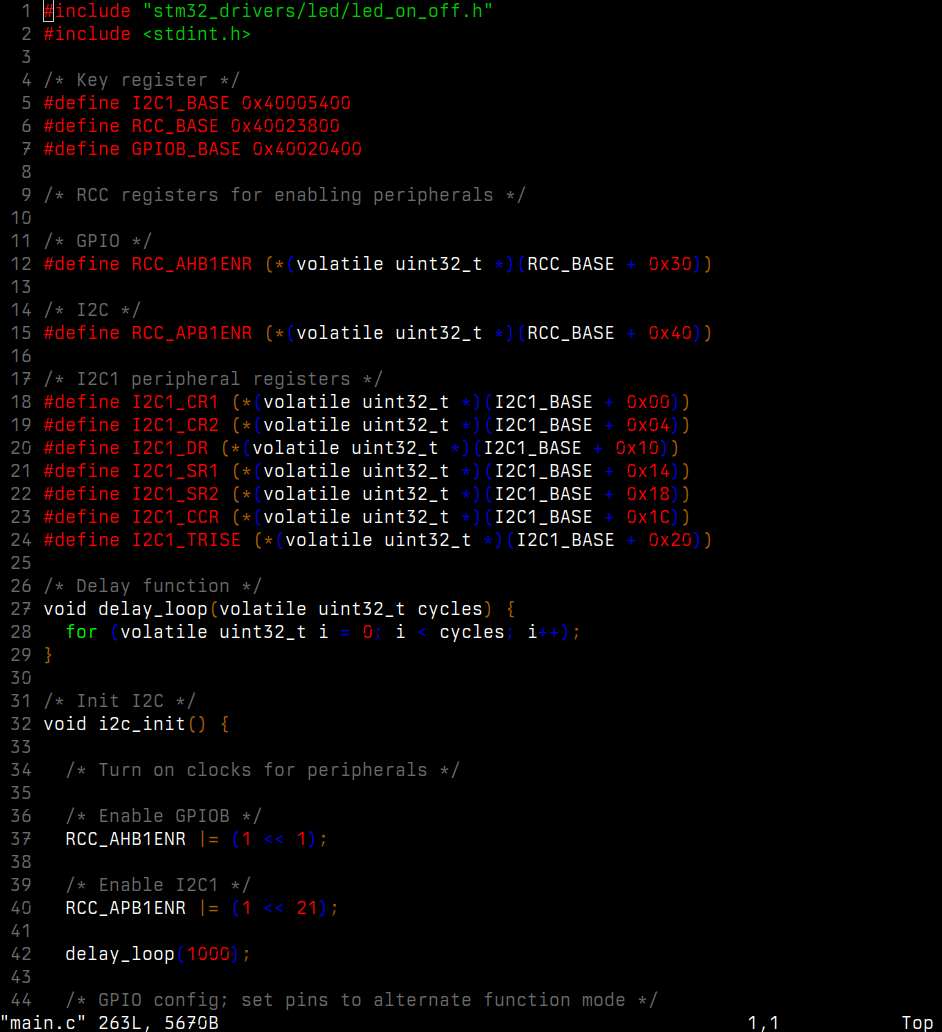 1 #include "stm32_drivers/led/led_on_off.h"
2 #include <stdint.h>
3
4 /* Key register */
5 #define I2C1_BASE 0x40005400
6 #define RCC_BASE 0x40023800
7 #define GPIOB_BASE 0x40020400
8
9 /* RCC registers for enabling peripherals */
10
11 /* GPIO */
12 #define RCC_AHB1ENR (*(volatile uint32_t *)(RCC_BASE + 0x30))
13
14 /* I2C */
15 #define RCC_APB1ENR (*(volatile uint32_t *)(RCC_BASE + 0x40))
16
17 /* I2C1 peripheral registers */
18 #define I2C1_CR1 (*(volatile uint32_t *)(I2C1_BASE + 0x00))
19 #define I2C1_CR2 (*(volatile uint32_t *)(I2C1_BASE + 0x04))
20 #define I2C1_DR (*(volatile uint32_t *)(I2C1_BASE + 0x10))
21 #define I2C1_SR1 (*(volatile uint32_t *)(I2C1_BASE + 0x14))
22 #define I2C1_SR2 (*(volatile uint32_t *)(I2C1_BASE + 0x18))
23 #define I2C1_CCR (*(volatile uint32_t *)(I2C1_BASE + 0x1C))
24 #define I2C1_TRISE (*(volatile uint32_t *)(I2C1_BASE + 0x20))
25
26 /* Delay function */
27 void delay_loop(volatile uint32_t cycles) {
28   for (volatile uint32_t i = 0; i < cycles; i++);
29 }
30
31 /* Init I2C */
32 void i2c_init() {
33
34   /* Turn on clocks for peripherals */
35
36   /* Enable GPIOB */
37   RCC_AHB1ENR |= (1 << 1);
38
39   /* Enable I2C1 */
40   RCC_APB1ENR |= (1 << 21);
41
42   delay_loop(1000);
43
44   /* GPIO config; set pins to alternate function mode */
"main.c" 263L, 5670B 1,1 Top